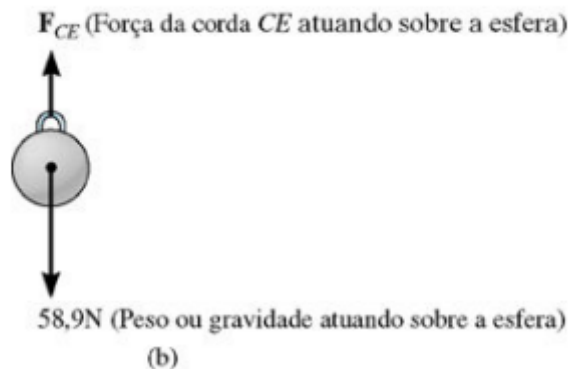 F_CE (Força da corda CE atuando sobre a esfera)
58,9N (Peso ou gravidade atuando sobre a esfera)
(b)